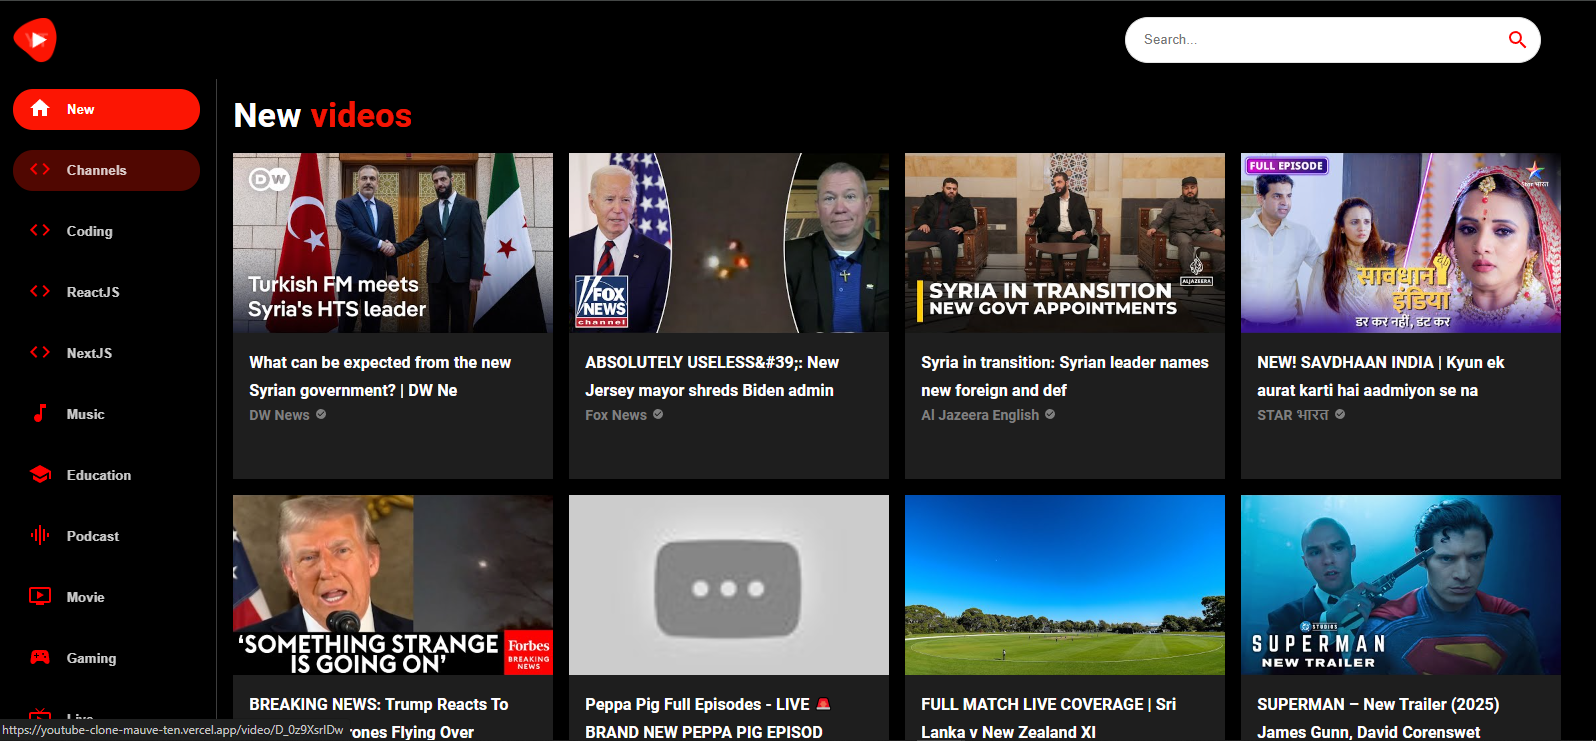 Search...
New
Channels
Coding
ReactJS
NextJS
Music
Education
Podcast
Movie
Gaming
Live
New videos
DW
Turkish FM meets
Syria's HTS leader
What can be expected from the new
Syrian government? | DW Ne
DW News
FOX
NEWS
channel
ABSOLUTELY USELESS&#39;: New
Jersey mayor shreds Biden admin
Fox News
ALJAZEERA
SYRIA IN TRANSITION
NEW GOVT APPOINTMENTS
Syria in transition: Syrian leader names
new foreign and def
Al Jazeera English
FULL EPISODE
Star भारत
सावधान
इंडिया
डर कर नहीं, डट कर
NEW! SAVDHAAN INDIA | Kyun ek
aurat karti hai aadmiyon se na
STAR भारत
'SOMETHING STRANGE
IS GOING ON'
Forbes
BREAKING
NEWS
BREAKING NEWS: Trump Reacts To
rones Flying Over
Peppa Pig Full Episodes - LIVE 🚨
BRAND NEW PEPPA PIG EPISOD
FULL MATCH LIVE COVERAGE | Sri
Lanka v New Zealand XI
DC STUDIOS
SUPERMAN
NEW TRAILER
SUPERMAN – New Trailer (2025)
James Gunn, David Corenswet
https://youtube-clone-mauve-ten.vercel.app/video/D_0z9XsrIDw